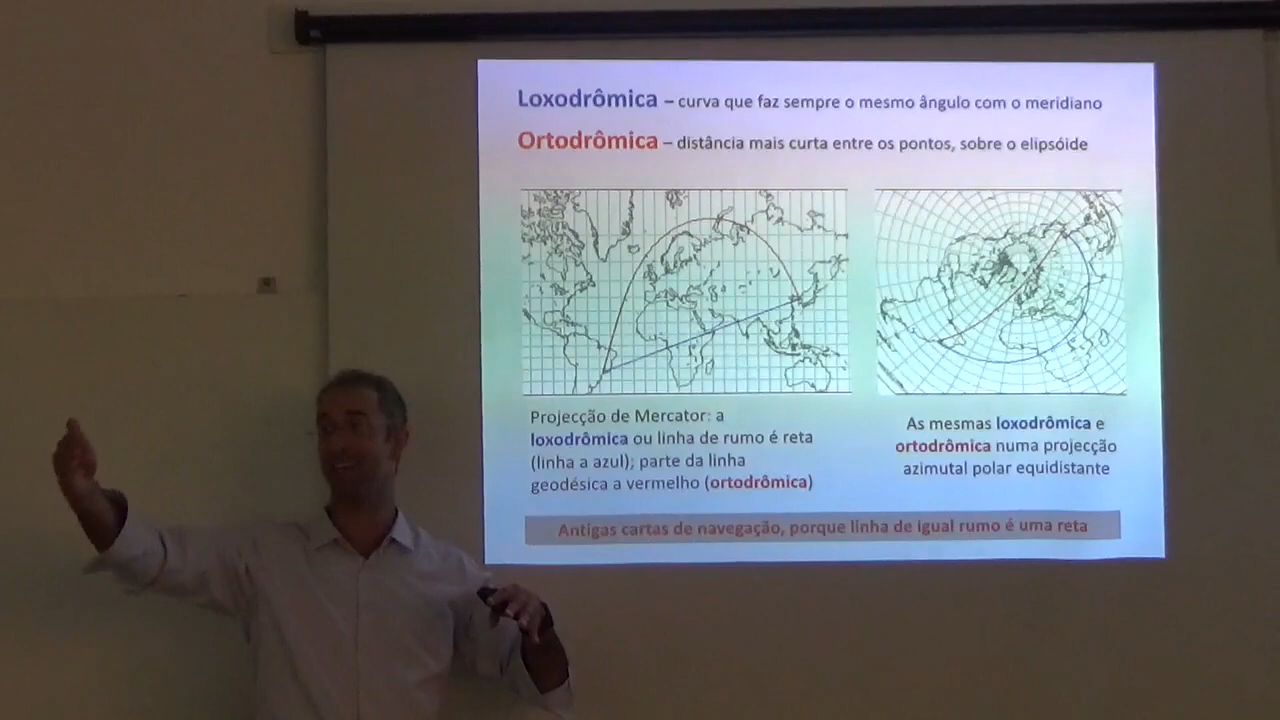 Loxodrômica – curva que faz sempre o mesmo ângulo com o meridiano
Ortodrômica – distância mais curta entre os pontos, sobre o elipsóide
Projecção de Mercator: a
loxodrômica ou linha de rumo é reta
(linha a azul); parte da linha
geodésica a vermelho (ortodrômica)
As mesmas loxodrômica e
ortodrômica numa projecção
azimutal polar equidistante
Antigas cartas de navegação, porque linha de igual rumo é uma reta